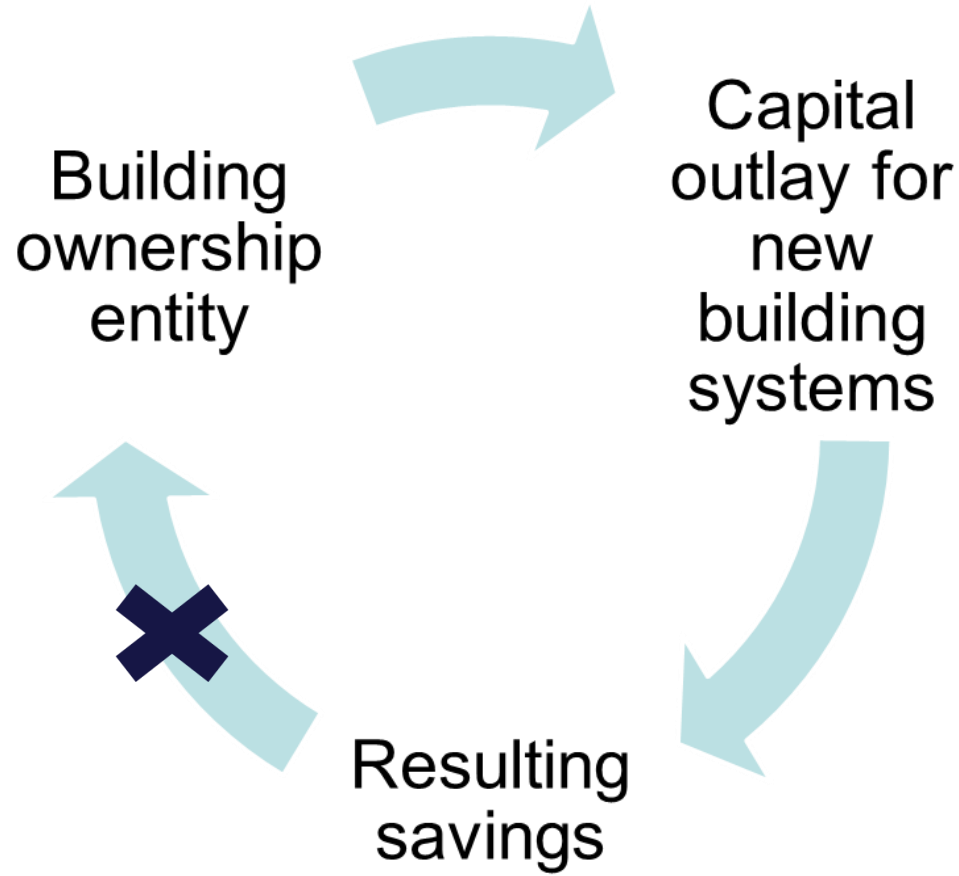 Building
ownership
entity
Capital
outlay for
new
building
systems
Resulting
savings